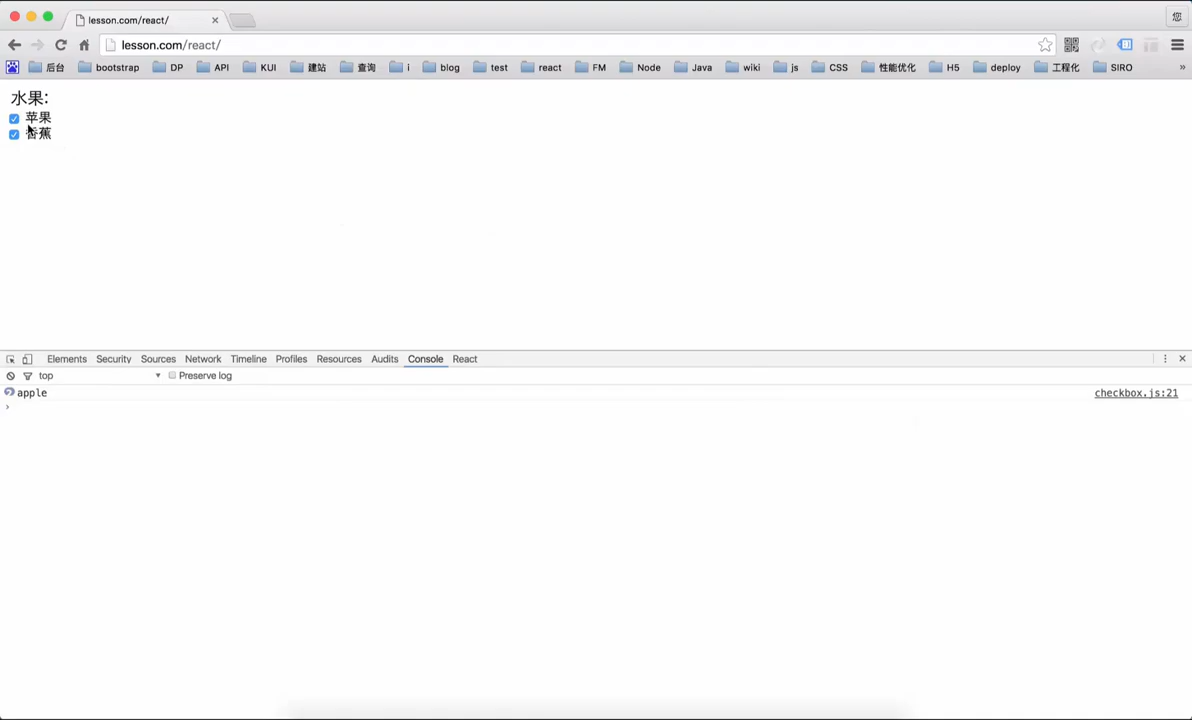 lesson.com/react/
您
lesson.com/react/
后台 bootstrap DP API KUI 建站 查询 i blog test react FM Node Java wiki js CSS 性能优化 H5 deploy 工程化 SIRO »
水果:
苹果
香蕉
Elements Security Sources Network Timeline Profiles Resources Audits Console React
top Preserve log
2 apple checkbox.js:21